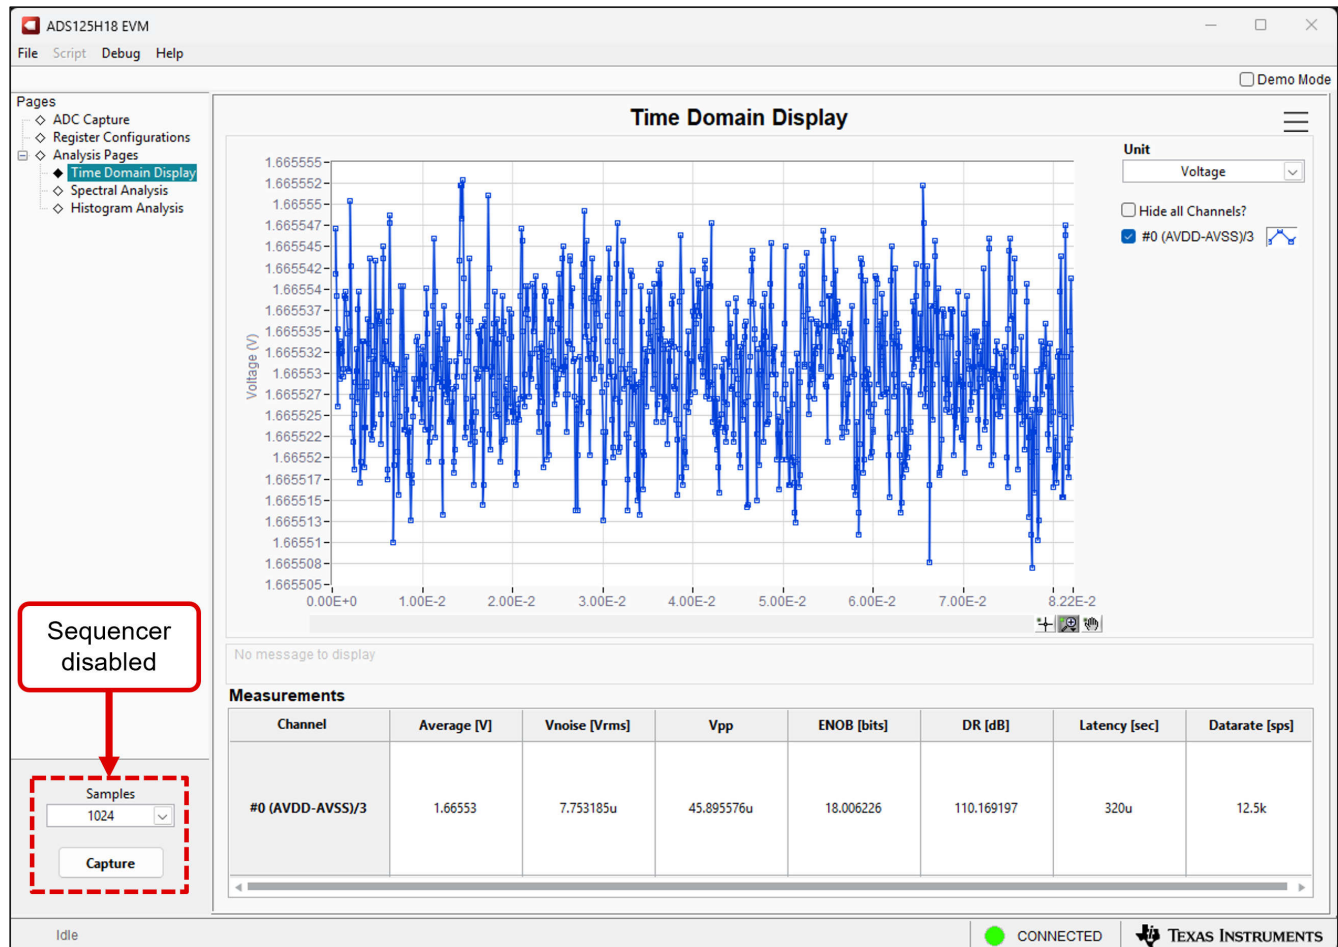 ADS125H18 EVM
File Script Debug Help
Demo Mode
Pages
ADC Capture
Register Configurations
Analysis Pages
Time Domain Display
Spectral Analysis
Histogram Analysis
Time Domain Display
Unit
Voltage
Hide all Channels?
#0 (AVDD-AVSS)/3
Voltage (V)
1.665555
1.665552
1.66555
1.665547
1.665545
1.665542
1.66554
1.665537
1.665535
1.665532
1.66553
1.665527
1.665525
1.665522
1.66552
1.665517
1.665515
1.665513
1.66551
1.665508
1.665505
0.00E+0 1.00E-2 2.00E-2 3.00E-2 4.00E-2 5.00E-2 6.00E-2 7.00E-2 8.22E-2
No message to display
Sequencer
disabled
Samples
1024
Capture
Measurements
Channel Average [V] Vnoise [Vrms] Vpp ENOB [bits] DR [dB] Latency [sec] Datarate [sps]
#0 (AVDD-AVSS)/3 1.66553 7.753185u 45.895576u 18.006226 110.169197 320u 12.5k
Idle
CONNECTED
TEXAS INSTRUMENTS